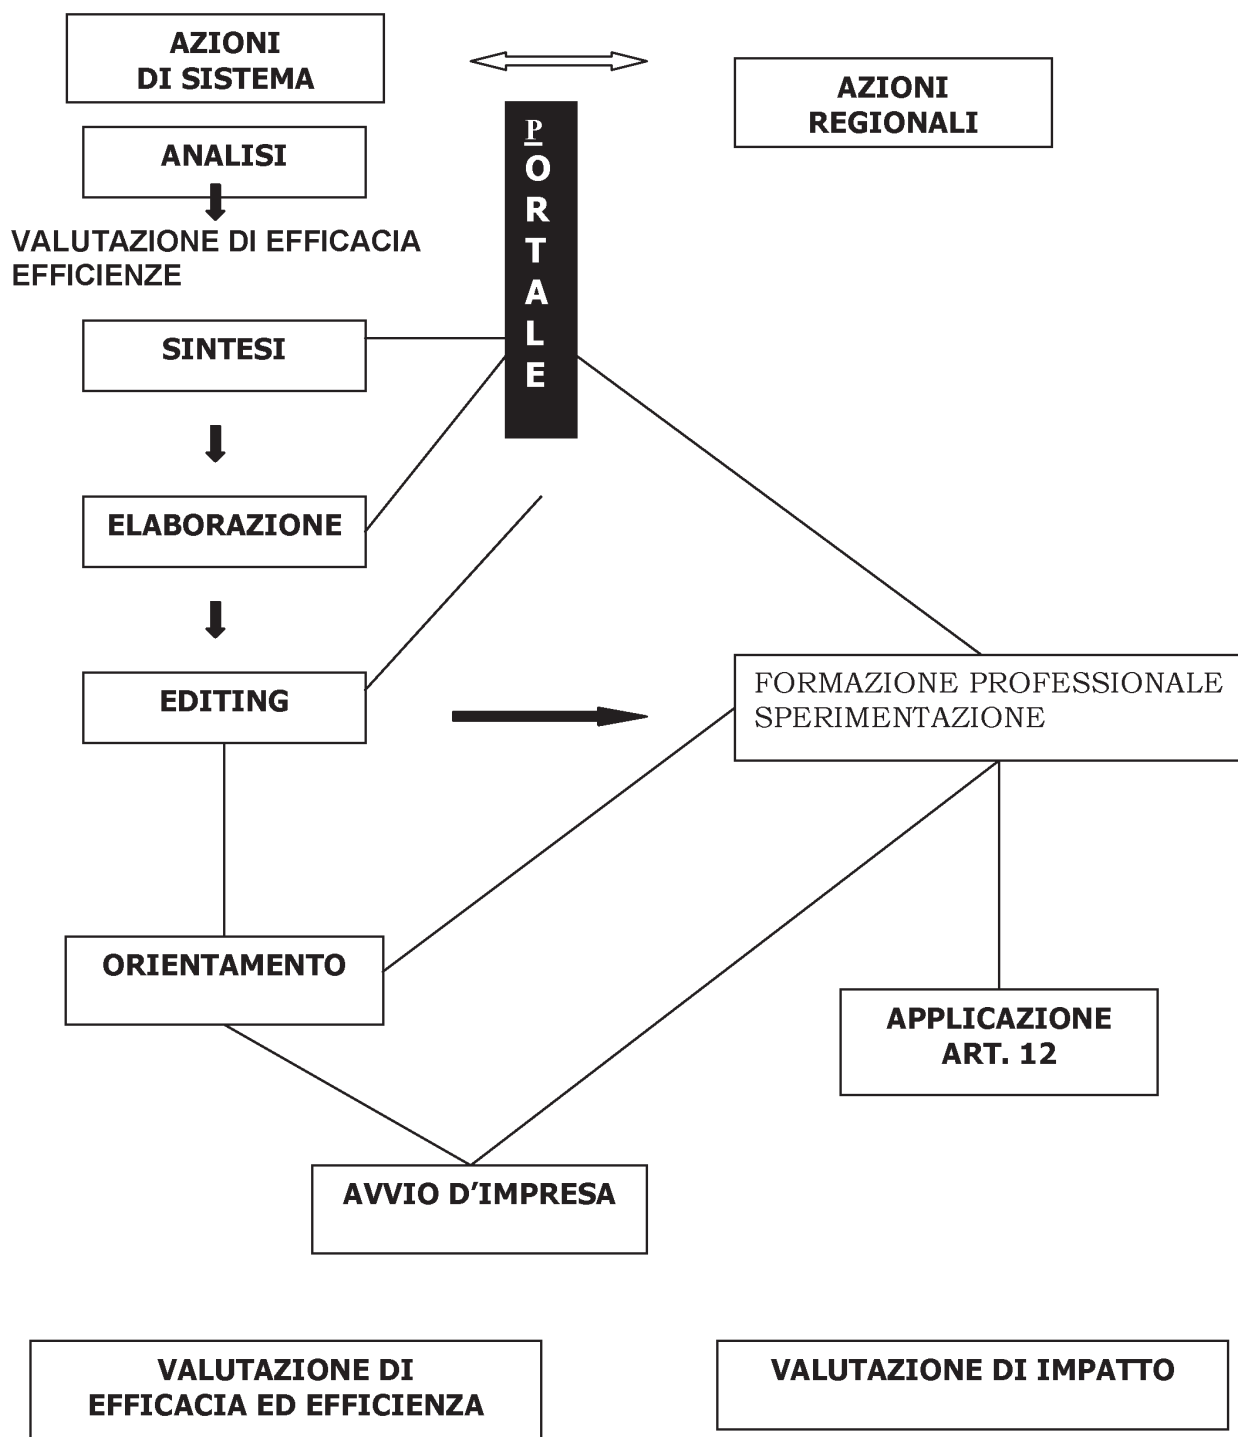 AZIONI
DI SISTEMA
AZIONI
REGIONALI
PORTALE
ANALISI
VALUTAZIONE DI EFFICACIA
EFFICIENZE
SINTESI
ELABORAZIONE
EDITING
FORMAZIONE PROFESSIONALE
SPERIMENTAZIONE
ORIENTAMENTO
APPLICAZIONE
ART. 12
AVVIO D’IMPRESA
VALUTAZIONE DI
EFFICACIA ED EFFICIENZA
VALUTAZIONE DI IMPATTO